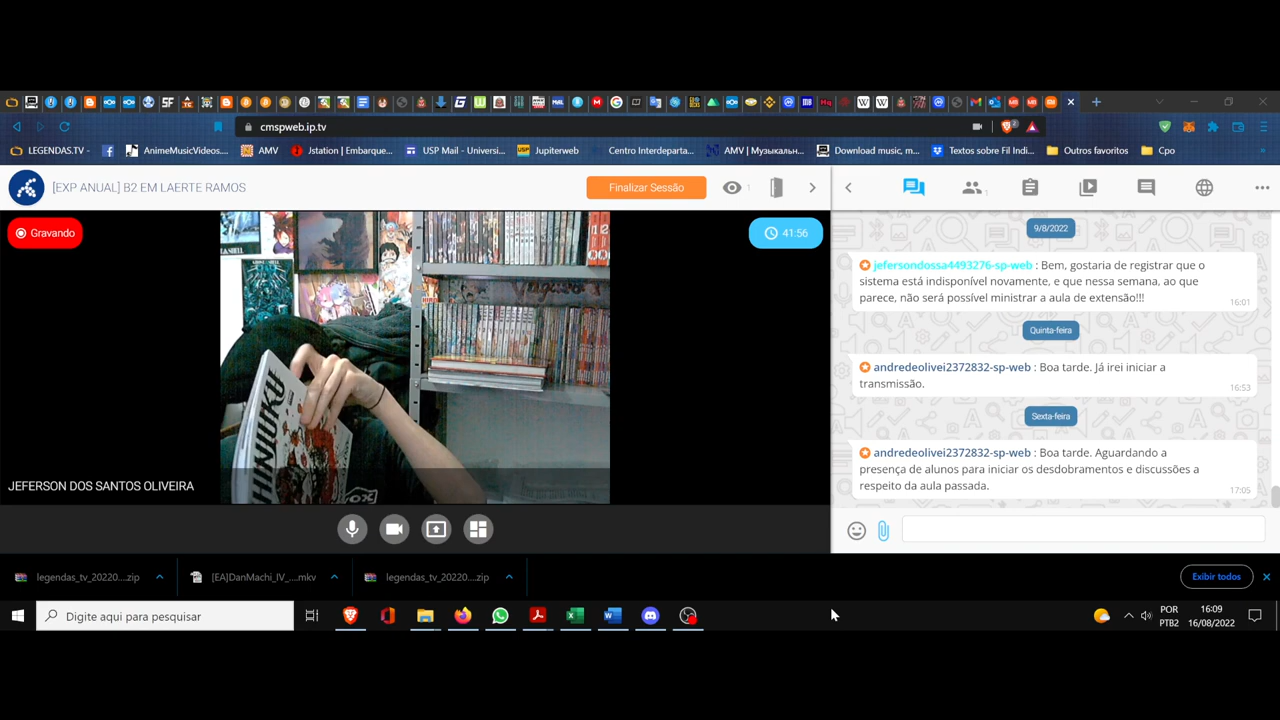 cmspweb.ip.tv
LEGENDAS.TV -
AnimeMusicVideos...
AMV
Jstation | Embarque...
USP Mail - Universi...
Jupiterweb
Centro Interdeparta...
AMV | Музыкальн...
Download music, m...
Textos sobre Fil Indi...
Outros favoritos
Cpo
[EXP ANUAL] B2 EM LAERTE RAMOS
Finalizar Sessão
1
1
Gravando
41:56
SHINJUKU
JEFERSON DOS SANTOS OLIVEIRA
9/8/2022
jefersondossa4493276-sp-web : Bem, gostaria de registrar que o
sistema está indisponível novamente, e que nessa semana, ao que
parece, não será possível ministrar a aula de extensão!!!
16:01
Quinta-feira
andredeolivei2372832-sp-web : Boa tarde. Já irei iniciar a
transmissão.
16:53
Sexta-feira
andredeolivei2372832-sp-web : Boa tarde. Aguardando a
presença de alunos para iniciar os desdobramentos e discussões a
respeito da aula passada.
17:05
legendas_tv_20220....zip
[EA]DanMachi_IV_....mkv
legendas_tv_20220....zip
Exibir todos
Digite aqui para pesquisar
POR
PTB2
16:09
16/08/2022